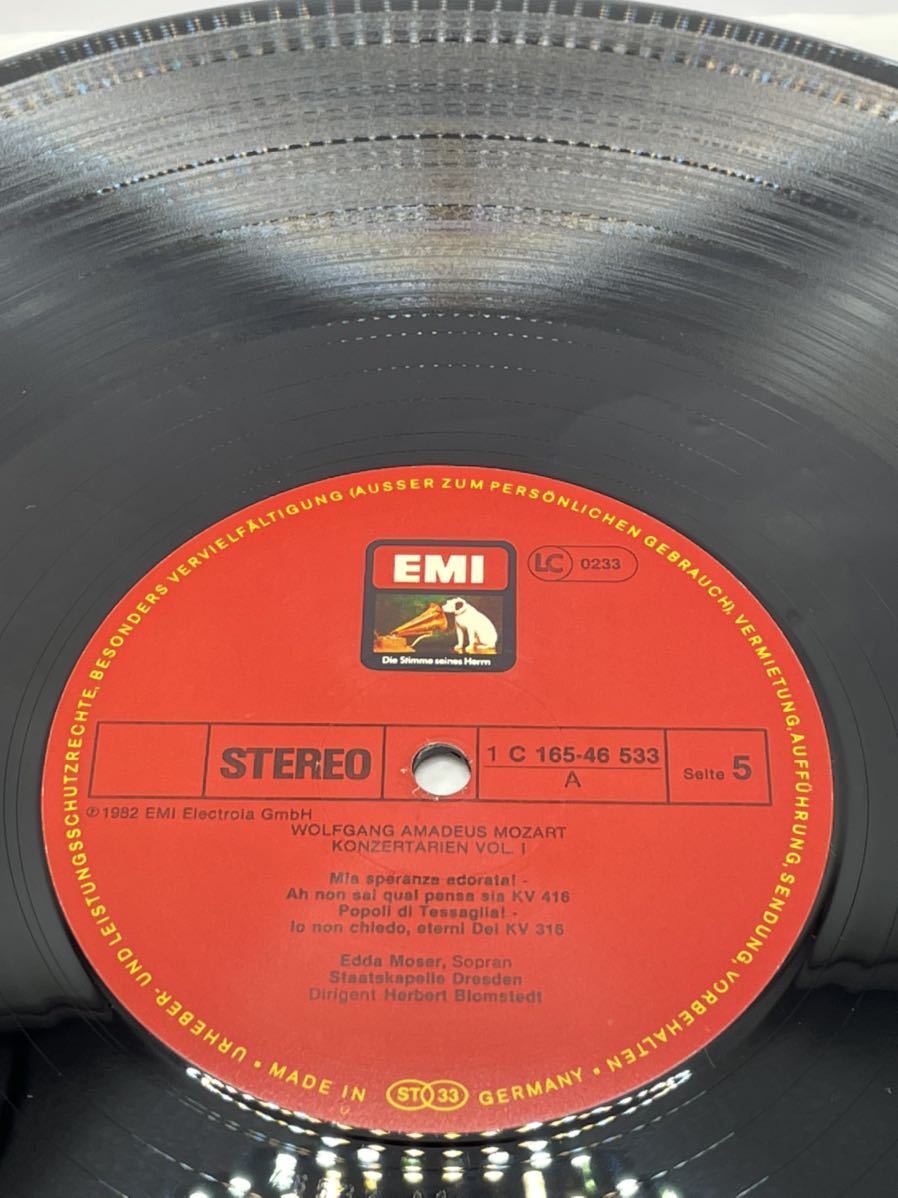 URHEBER- UND LEISTUNGSSCHUTZRECHTE, BESONDERS VERVIELFÄLTIGUNG (AUSSER ZUM PERSÖNLICHEN GEBRAUCH), VERMIETUNG, AUFFÜHRUNG, SENDUNG, VORBEHALTEN •
EMI
LC 0233
Die Stimme seines Herrn
STEREO
1 C 165-46 533
A
Seite 5
℗ 1982 EMI Electrola GmbH
WOLFGANG AMADEUS MOZART
KONZERTARIEN VOL. I
Mia speranza adorata! -
Ah non sai qual pensa sia KV 416
Popoli di Tessaglia! -
Io non chiedo, eterni Dei KV 316
Edda Moser, Sopran
Staatskapelle Dresden
Dirigent Herbert Blomstedt
• MADE IN ST 33 GERMANY •